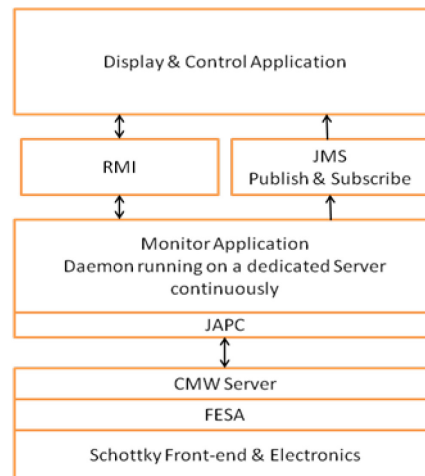 Display & Control Application
RMI
JMS
Publish & Subscribe
Monitor Application
Daemon running on a dedicated Server
continuously
JAPC
CMW Server
FESA
Schottky Front-end & Electronics